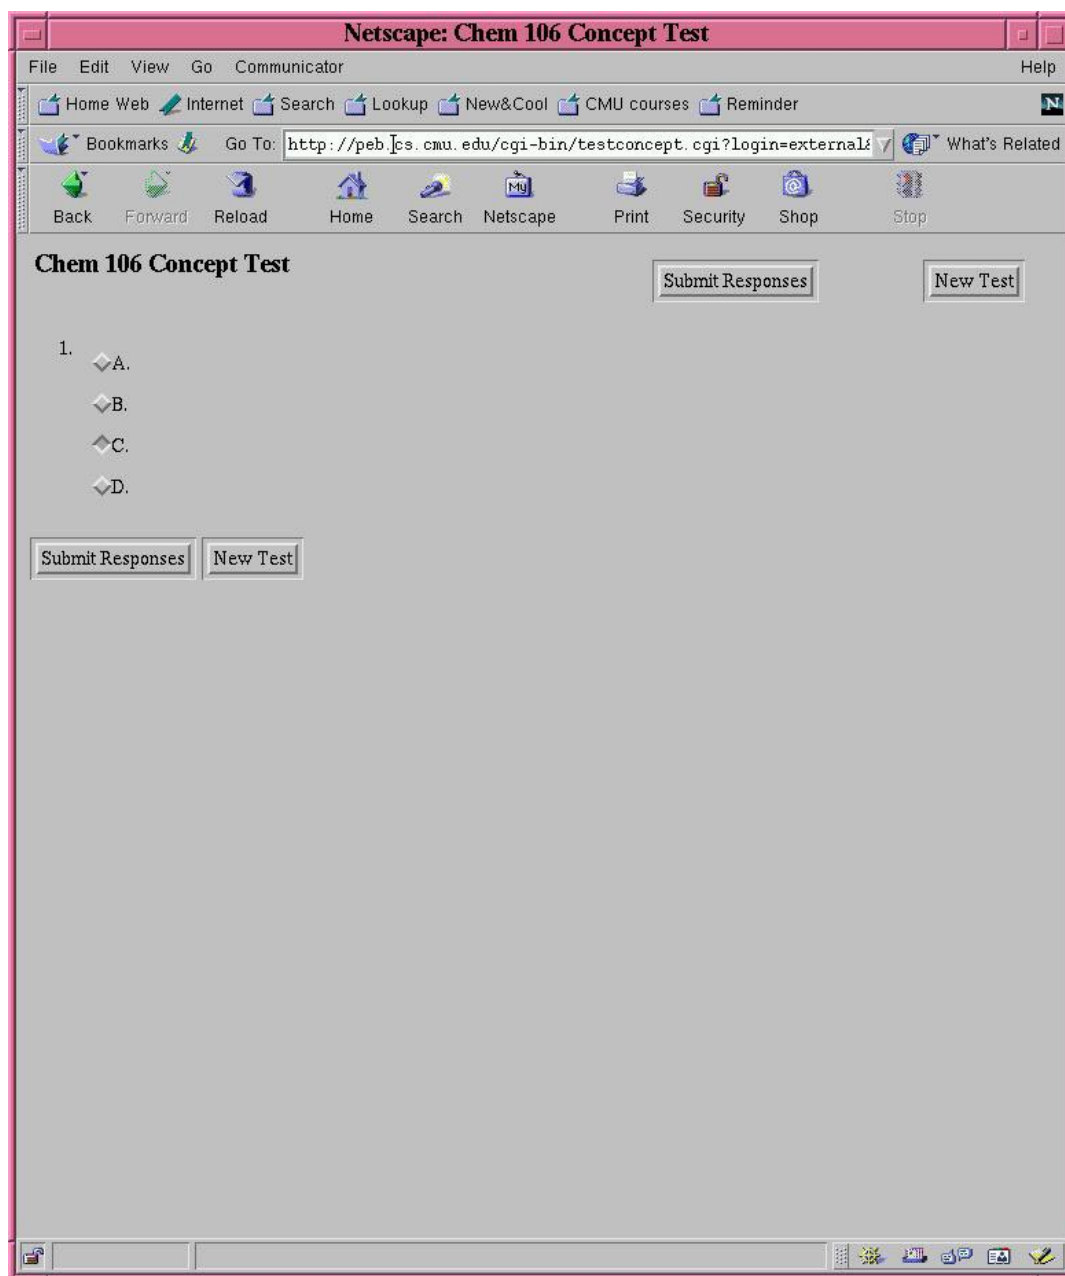 Netscape: Chem 106 Concept Test
File Edit View Go Communicator Help
Home Web Internet Search Lookup New&Cool CMU courses Reminder N
Bookmarks Go To: http://peb.cs.cmu.edu/cgi-bin/testconcept.cgi?login=external& What's Related
My
Back Forward Reload Home Search Netscape Print Security Shop Stop
Chem 106 Concept Test
Submit Responses New Test
1.
A.
B.
C.
D.
Submit Responses New Test